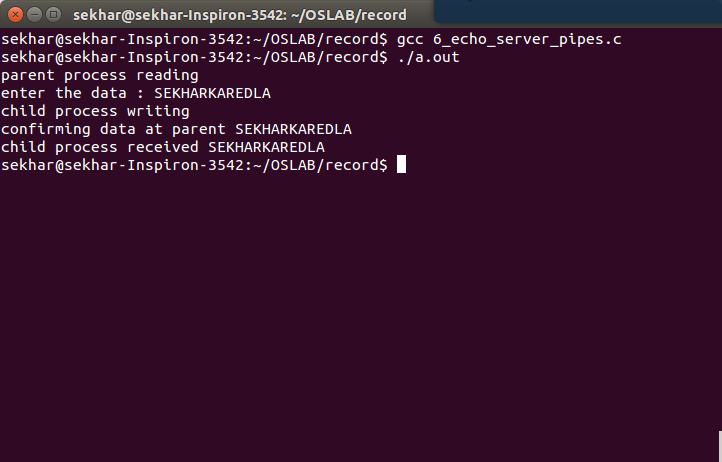 sekhar@sekhar-Inspiron-3542: ~/OSLAB/record
sekhar@sekhar-Inspiron-3542:~/OSLAB/record$ gcc 6_echo_server_pipes.c
sekhar@sekhar-Inspiron-3542:~/OSLAB/record$ ./a.out
parent process reading
enter the data : SEKHARKAREDLA
child process writing
confirming data at parent SEKHARKAREDLA
child process received SEKHARKAREDLA
sekhar@sekhar-Inspiron-3542:~/OSLAB/record$